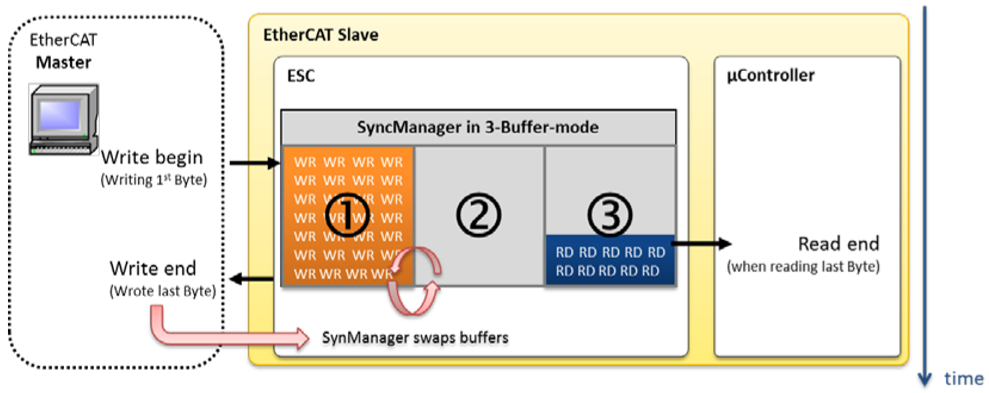 EtherCAT
Master
EtherCAT Slave
ESC
µController
SyncManager in 3-Buffer-mode
Write begin
(Writing 1st Byte)
WR WR WR WR
WR WR WR WR
WR WR WR WR
WR WR WR WR
WR WR WR WR
WR WR WR WR
WR WR WR WR
①
②
③
RD RD RD RD RD
RD RD RD RD RD
Read end
(when reading last Byte)
Write end
(Wrote last Byte)
SynManager swaps buffers
time